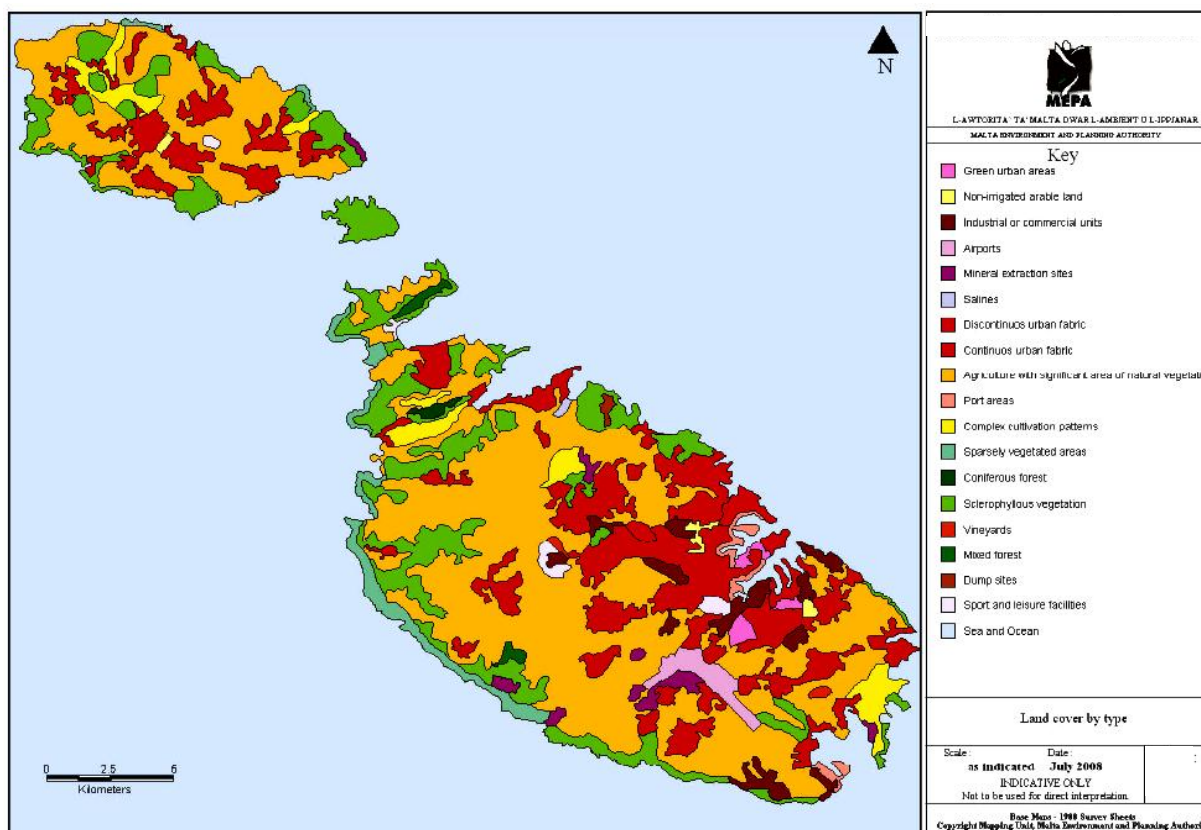 N
0 2.5 5
Kilometers
MEPA
L-AWTORITA` TA` MALTA DWAR L-AMBJENT U L-IPPJANAR
MALTA ENVIRONMENT AND PLANNING AUTHORITY
Key
Green urban areas
Non-irrigated arable land
Industrial or commercial units
Airports
Mineral extraction sites
Salines
Discontinuos urban fabric
Continuos urban fabric
Agriculture with significant area of natural vegetati
Port areas
Complex cultivation patterns
Sparsely vegetated areas
Coniferous forest
Sclerophyllous vegetation
Vineyards
Mixed forest
Dump sites
Sport and leisure facilities
Sea and Ocean
Land cover by type
Scale : Date :
as indicated July 2008
INDICATIVE ONLY
Not to be used for direct interpretation.
Base Maps - 1988 Survey Sheets
Copyright Mapping Unit, Malta Environment and Planning Authori